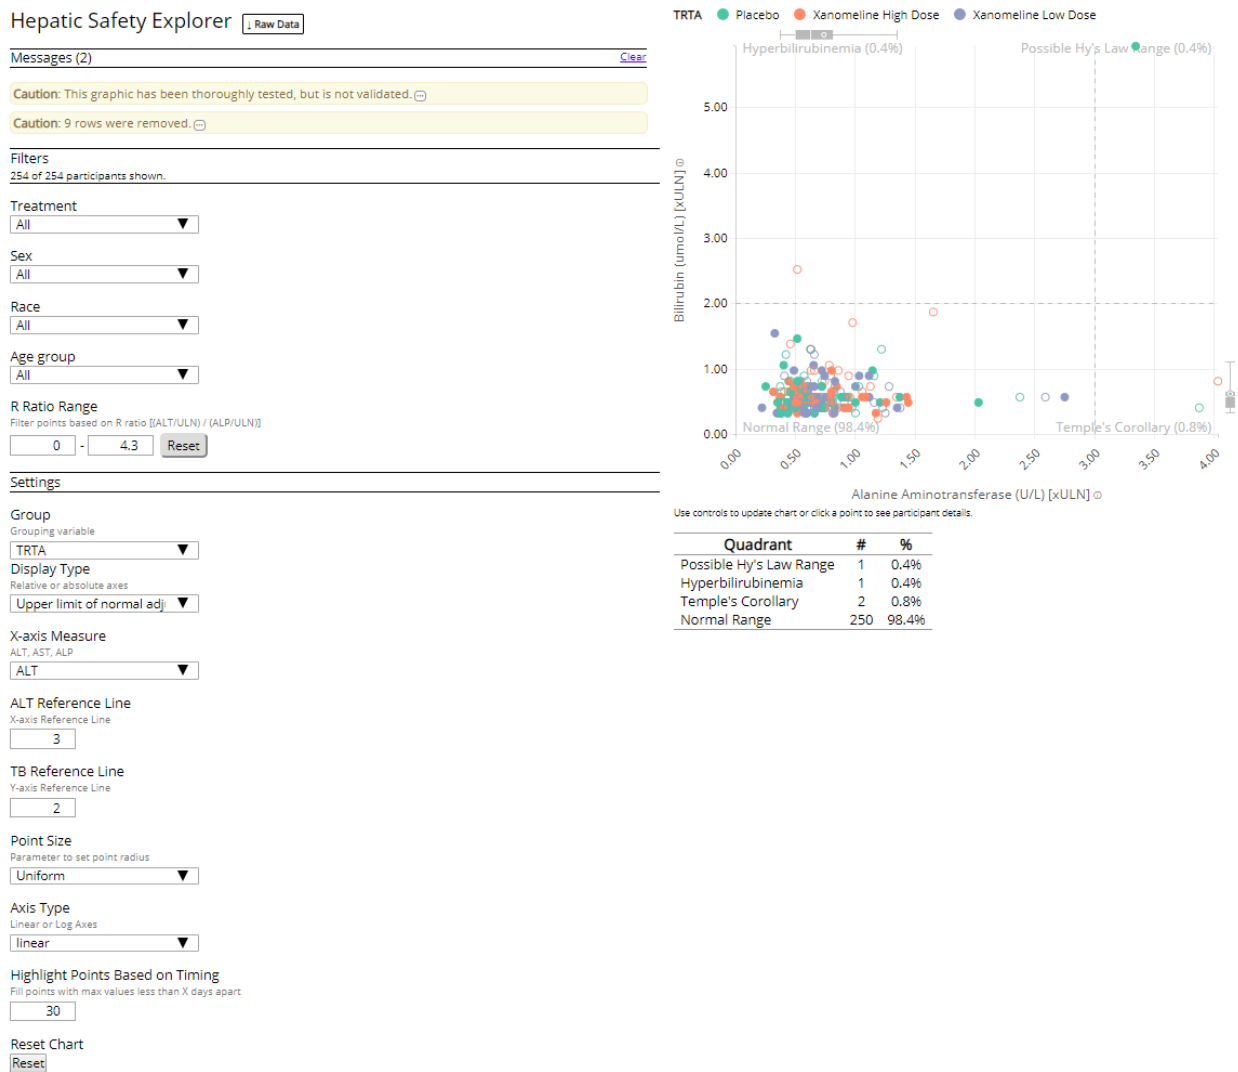 Hepatic Safety Explorer
↓ Raw Data
Messages (2)
Clear
Caution: This graphic has been thoroughly tested, but is not validated.
Caution: 9 rows were removed.
Filters
254 of 254 participants shown.
Treatment
All
Sex
All
Race
All
Age group
All
R Ratio Range
Filter points based on R ratio [(ALT/ULN) / (ALP/ULN)]
0 - 4.3 Reset
Settings
Group
Grouping variable
TRTA
Display Type
Relative or absolute axes
Upper limit of normal adj
X-axis Measure
ALT, AST, ALP
ALT
ALT Reference Line
X-axis Reference Line
3
TB Reference Line
Y-axis Reference Line
2
Point Size
Parameter to set point radius
Uniform
Axis Type
Linear or Log Axes
linear
Highlight Points Based on Timing
Fill points with max values less than X days apart
30
Reset Chart
Reset
TRTA Placebo Xanomeline High Dose Xanomeline Low Dose
Hyperbilirubinemia (0.4%)
Possible Hy's Law Range (0.4%)
5.00
4.00
3.00
2.00
1.00
0.00
Bilirubin (umol/L) [xULN]
Normal Range (98.4%)
Temple's Corollary (0.8%)
0.00 0.50 1.00 1.50 2.00 2.50 3.00 3.50 4.00
Alanine Aminotransferase (U/L) [xULN]
Use controls to update chart or click a point to see participant details.
Quadrant # %
Possible Hy's Law Range 1 0.4%
Hyperbilirubinemia 1 0.4%
Temple's Corollary 2 0.8%
Normal Range 250 98.4%